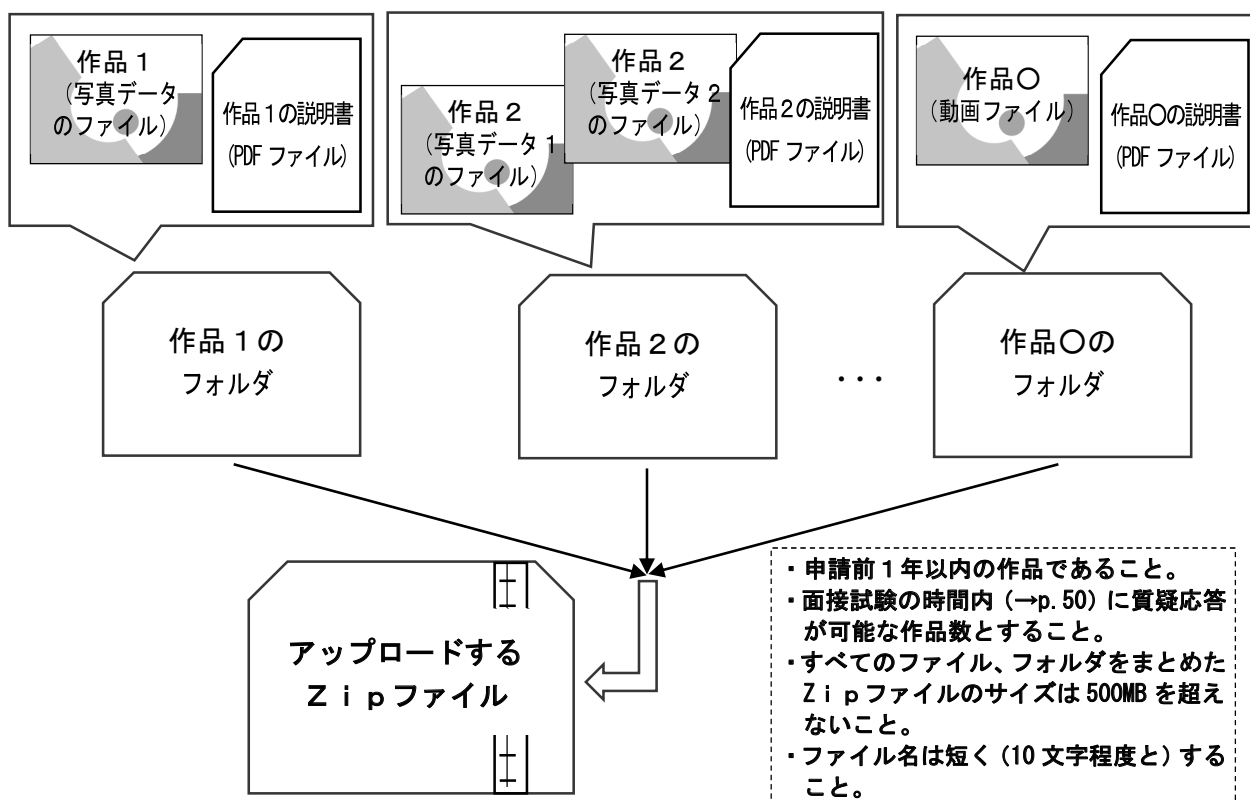 作品１
（写真データ
のファイル）
作品１の説明書
(PDF ファイル)
作品２
（写真データ１
のファイル）
作品２
（写真データ２
のファイル）
作品２の説明書
(PDF ファイル)
作品〇
（動画ファイル）
作品〇の説明書
(PDF ファイル)
作品１の
フォルダ
作品２の
フォルダ
・・・
作品〇の
フォルダ
アップロードする
Ｚｉｐファイル
・申請前１年以内の作品であること。
・面接試験の時間内（→p.50）に質疑応答
が可能な作品数とすること。
・すべてのファイル、フォルダをまとめた
Ｚｉｐファイルのサイズは 500MB を超え
ないこと。
・ファイル名は短く（10 文字程度と）する
こと。